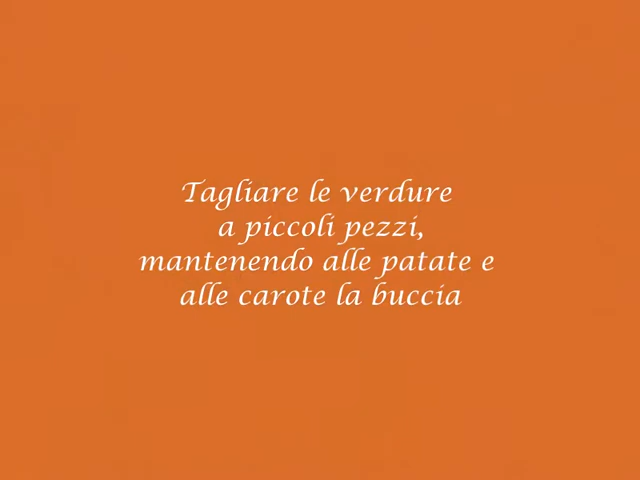 Tagliare le verdure
a piccoli pezzi,
mantenendo alle patate e
alle carote la buccia